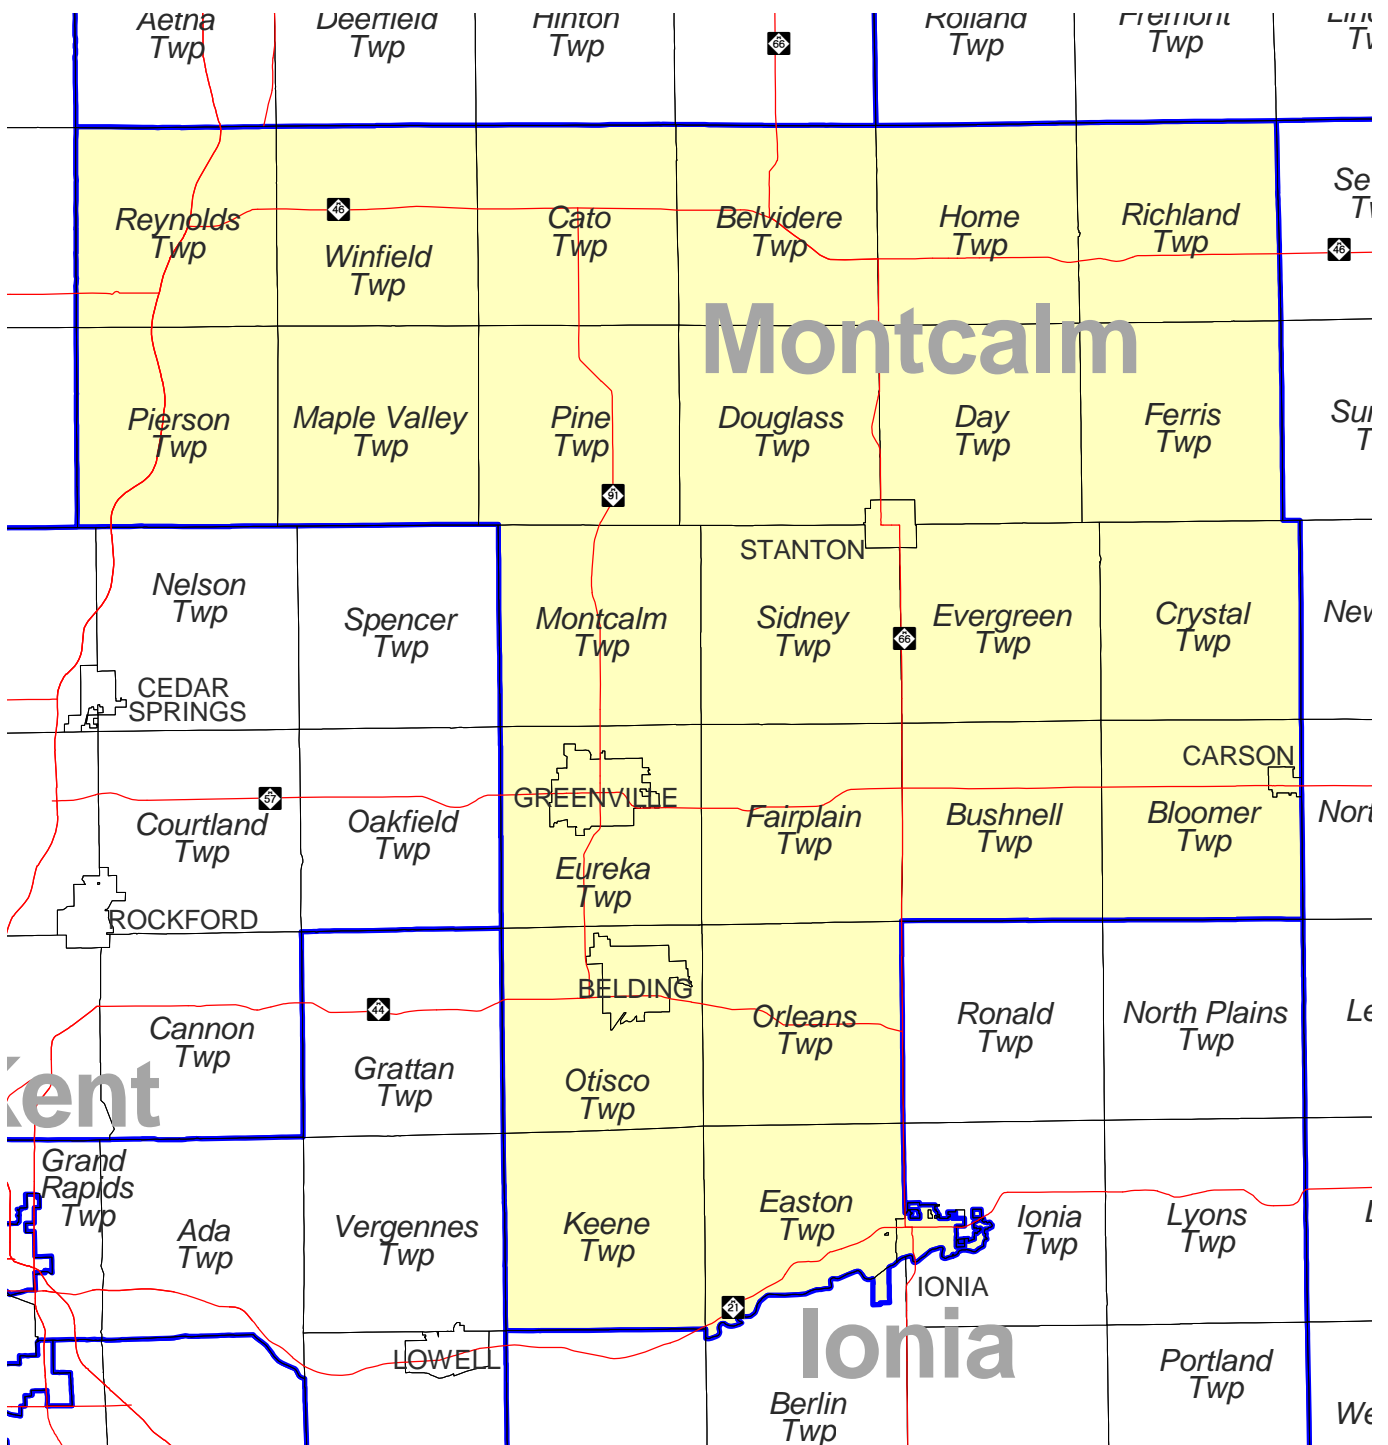 Aetna
Twp
Deerfield
Twp
Hinton
Twp
66
Rolland
Twp
Fremont
Twp
Reynolds
Twp
46
Winfield
Twp
Cato
Twp
Belvidere
Twp
Home
Twp
Richland
Twp
46
Montcalm
Pierson
Twp
Maple Valley
Twp
Pine
Twp
91
Douglass
Twp
Day
Twp
Ferris
Twp
STANTON
Nelson
Twp
Spencer
Twp
Montcalm
Twp
Sidney
Twp
66
Evergreen
Twp
Crystal
Twp
CEDAR
SPRINGS
CARSON
57
GREENVILLE
Courtland
Twp
Oakfield
Twp
Eureka
Twp
Fairplain
Twp
Bushnell
Twp
Bloomer
Twp
ROCKFORD
BELDING
44
Cannon
Twp
Grattan
Twp
Otisco
Twp
Orleans
Twp
Ronald
Twp
North Plains
Twp
Kent
Grand
Rapids
Twp
Ada
Twp
Vergennes
Twp
Keene
Twp
Easton
Twp
Ionia
Twp
Lyons
Twp
IONIA
21
Ionia
LOWELL
Berlin
Twp
Portland
Twp